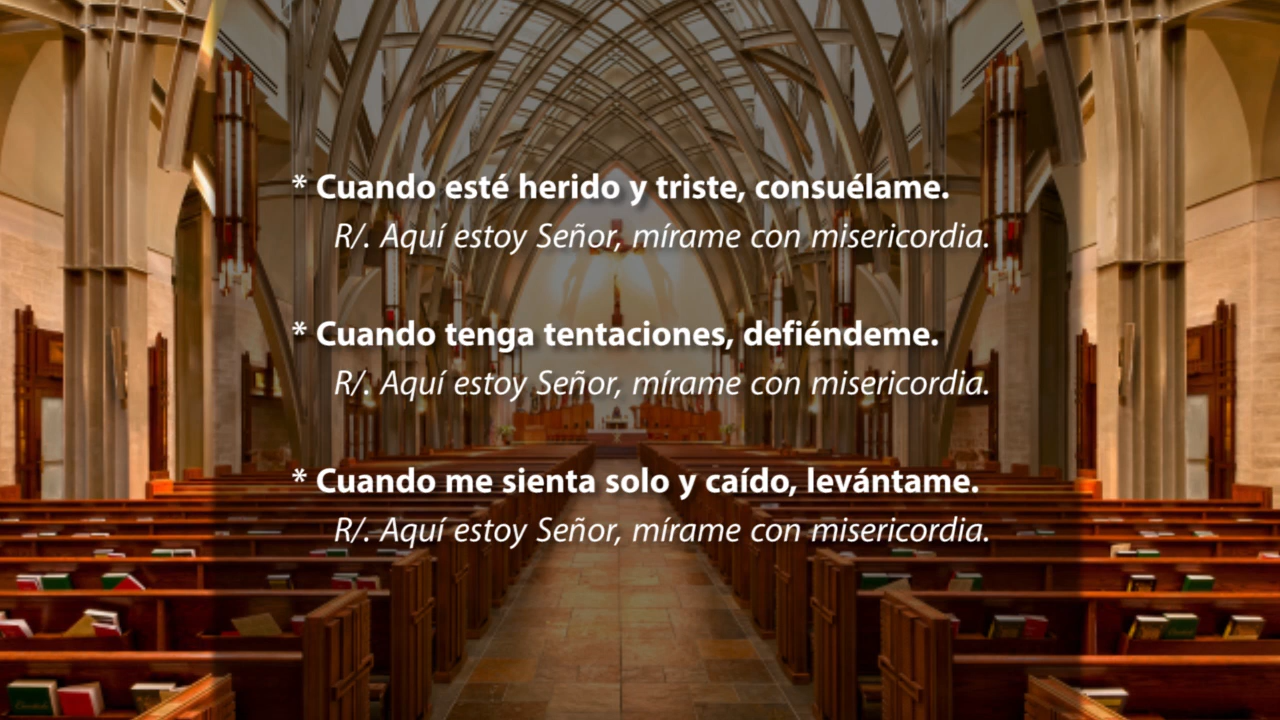 * Cuando esté herido y triste, consuélame.
R/. Aquí estoy Señor, mírame con misericordia.
* Cuando tenga tentaciones, defiéndeme.
R/. Aquí estoy Señor, mírame con misericordia.
* Cuando me sienta solo y caído, levántame.
R/. Aquí estoy Señor, mírame con misericordia.